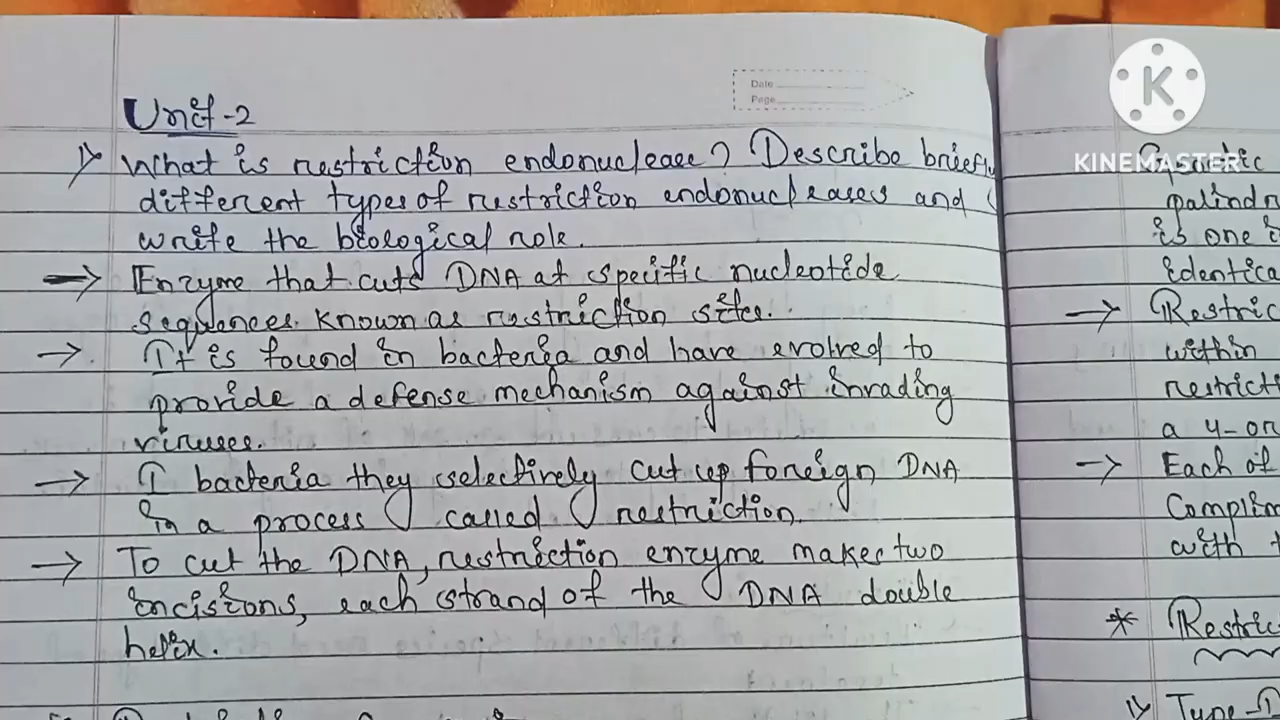 Date
Page
Unit-2
1) What is restriction endonuclease? Describe briefly
different types of restriction endonucleases and
write the biological role.
→ Enzyme that cuts DNA at specific nucleotide
sequences known as restriction sites.
→ It is found in bacteria and have evolved to
provide a defense mechanism against invading
viruses.
→ I bacteria they selectively cut up foreign DNA
in a process called restriction.
→ To cut the DNA, restriction enzyme makes two
incisions, each strand of the DNA double
helix.
K
KINEMASTER
palindr
is one
identica
→ Restric
within
restricti
a 4-or
→ Each of
Complim
with t
* Restric
1) Type-I